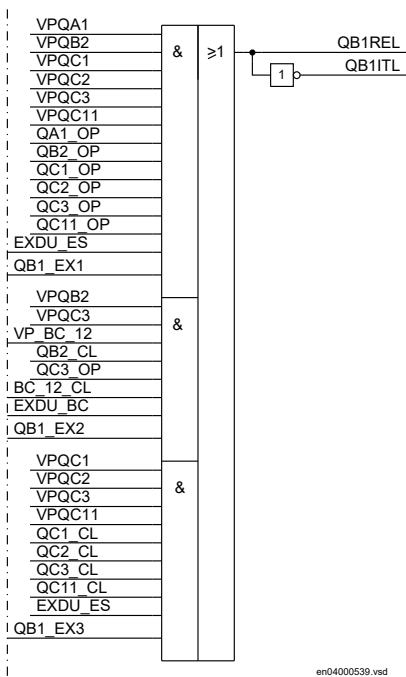 VPQA1
VPQB2
VPQC1
VPQC2
VPQC3
VPQC11
QA1_OP
QB2_OP
QC1_OP
QC2_OP
QC3_OP
QC11_OP
EXDU_ES
QB1_EX1
&
≥1
QB1REL
QB1ITL
1
VPQB2
VPQC3
VP_BC_12
QB2_CL
QC3_OP
BC_12_CL
EXDU_BC
QB1_EX2
&
VPQC1
VPQC2
VPQC3
VPQC11
QC1_CL
QC2_CL
QC3_CL
QC11_CL
EXDU_ES
QB1_EX3
&
en04000539.vsd